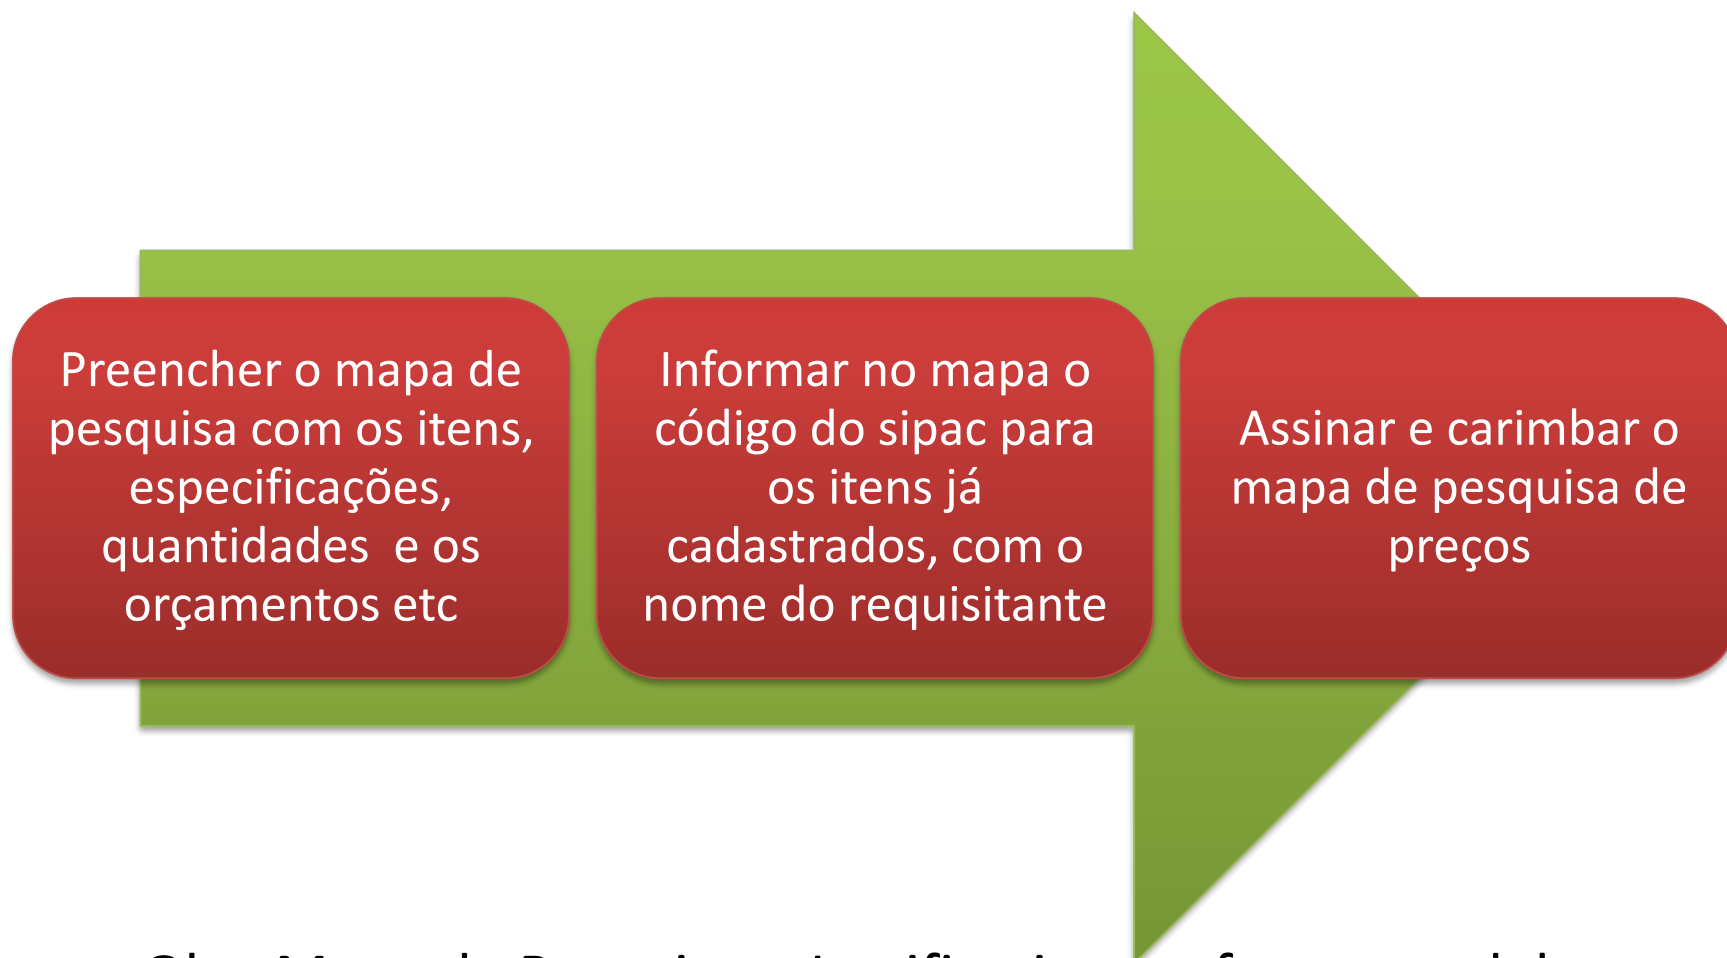 Preencher o mapa de
pesquisa com os itens,
especificações,
quantidades e os
orçamentos etc
Informar no mapa o
código do sipac para
os itens já
cadastrados, com o
nome do requisitante
Assinar e carimbar o
mapa de pesquisa de
preços